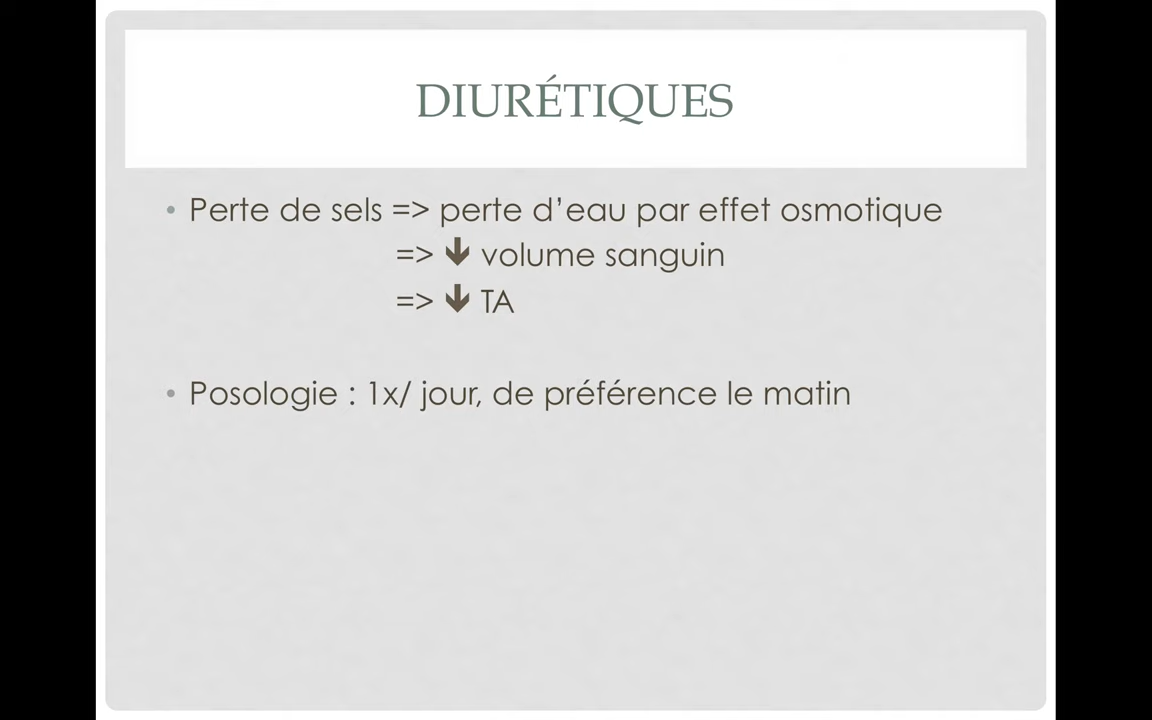 DIURÉTIQUES
• Perte de sels => perte d’eau par effet osmotique
=> 🡻 volume sanguin
=> 🡻 TA
• Posologie : 1x/ jour, de préférence le matin